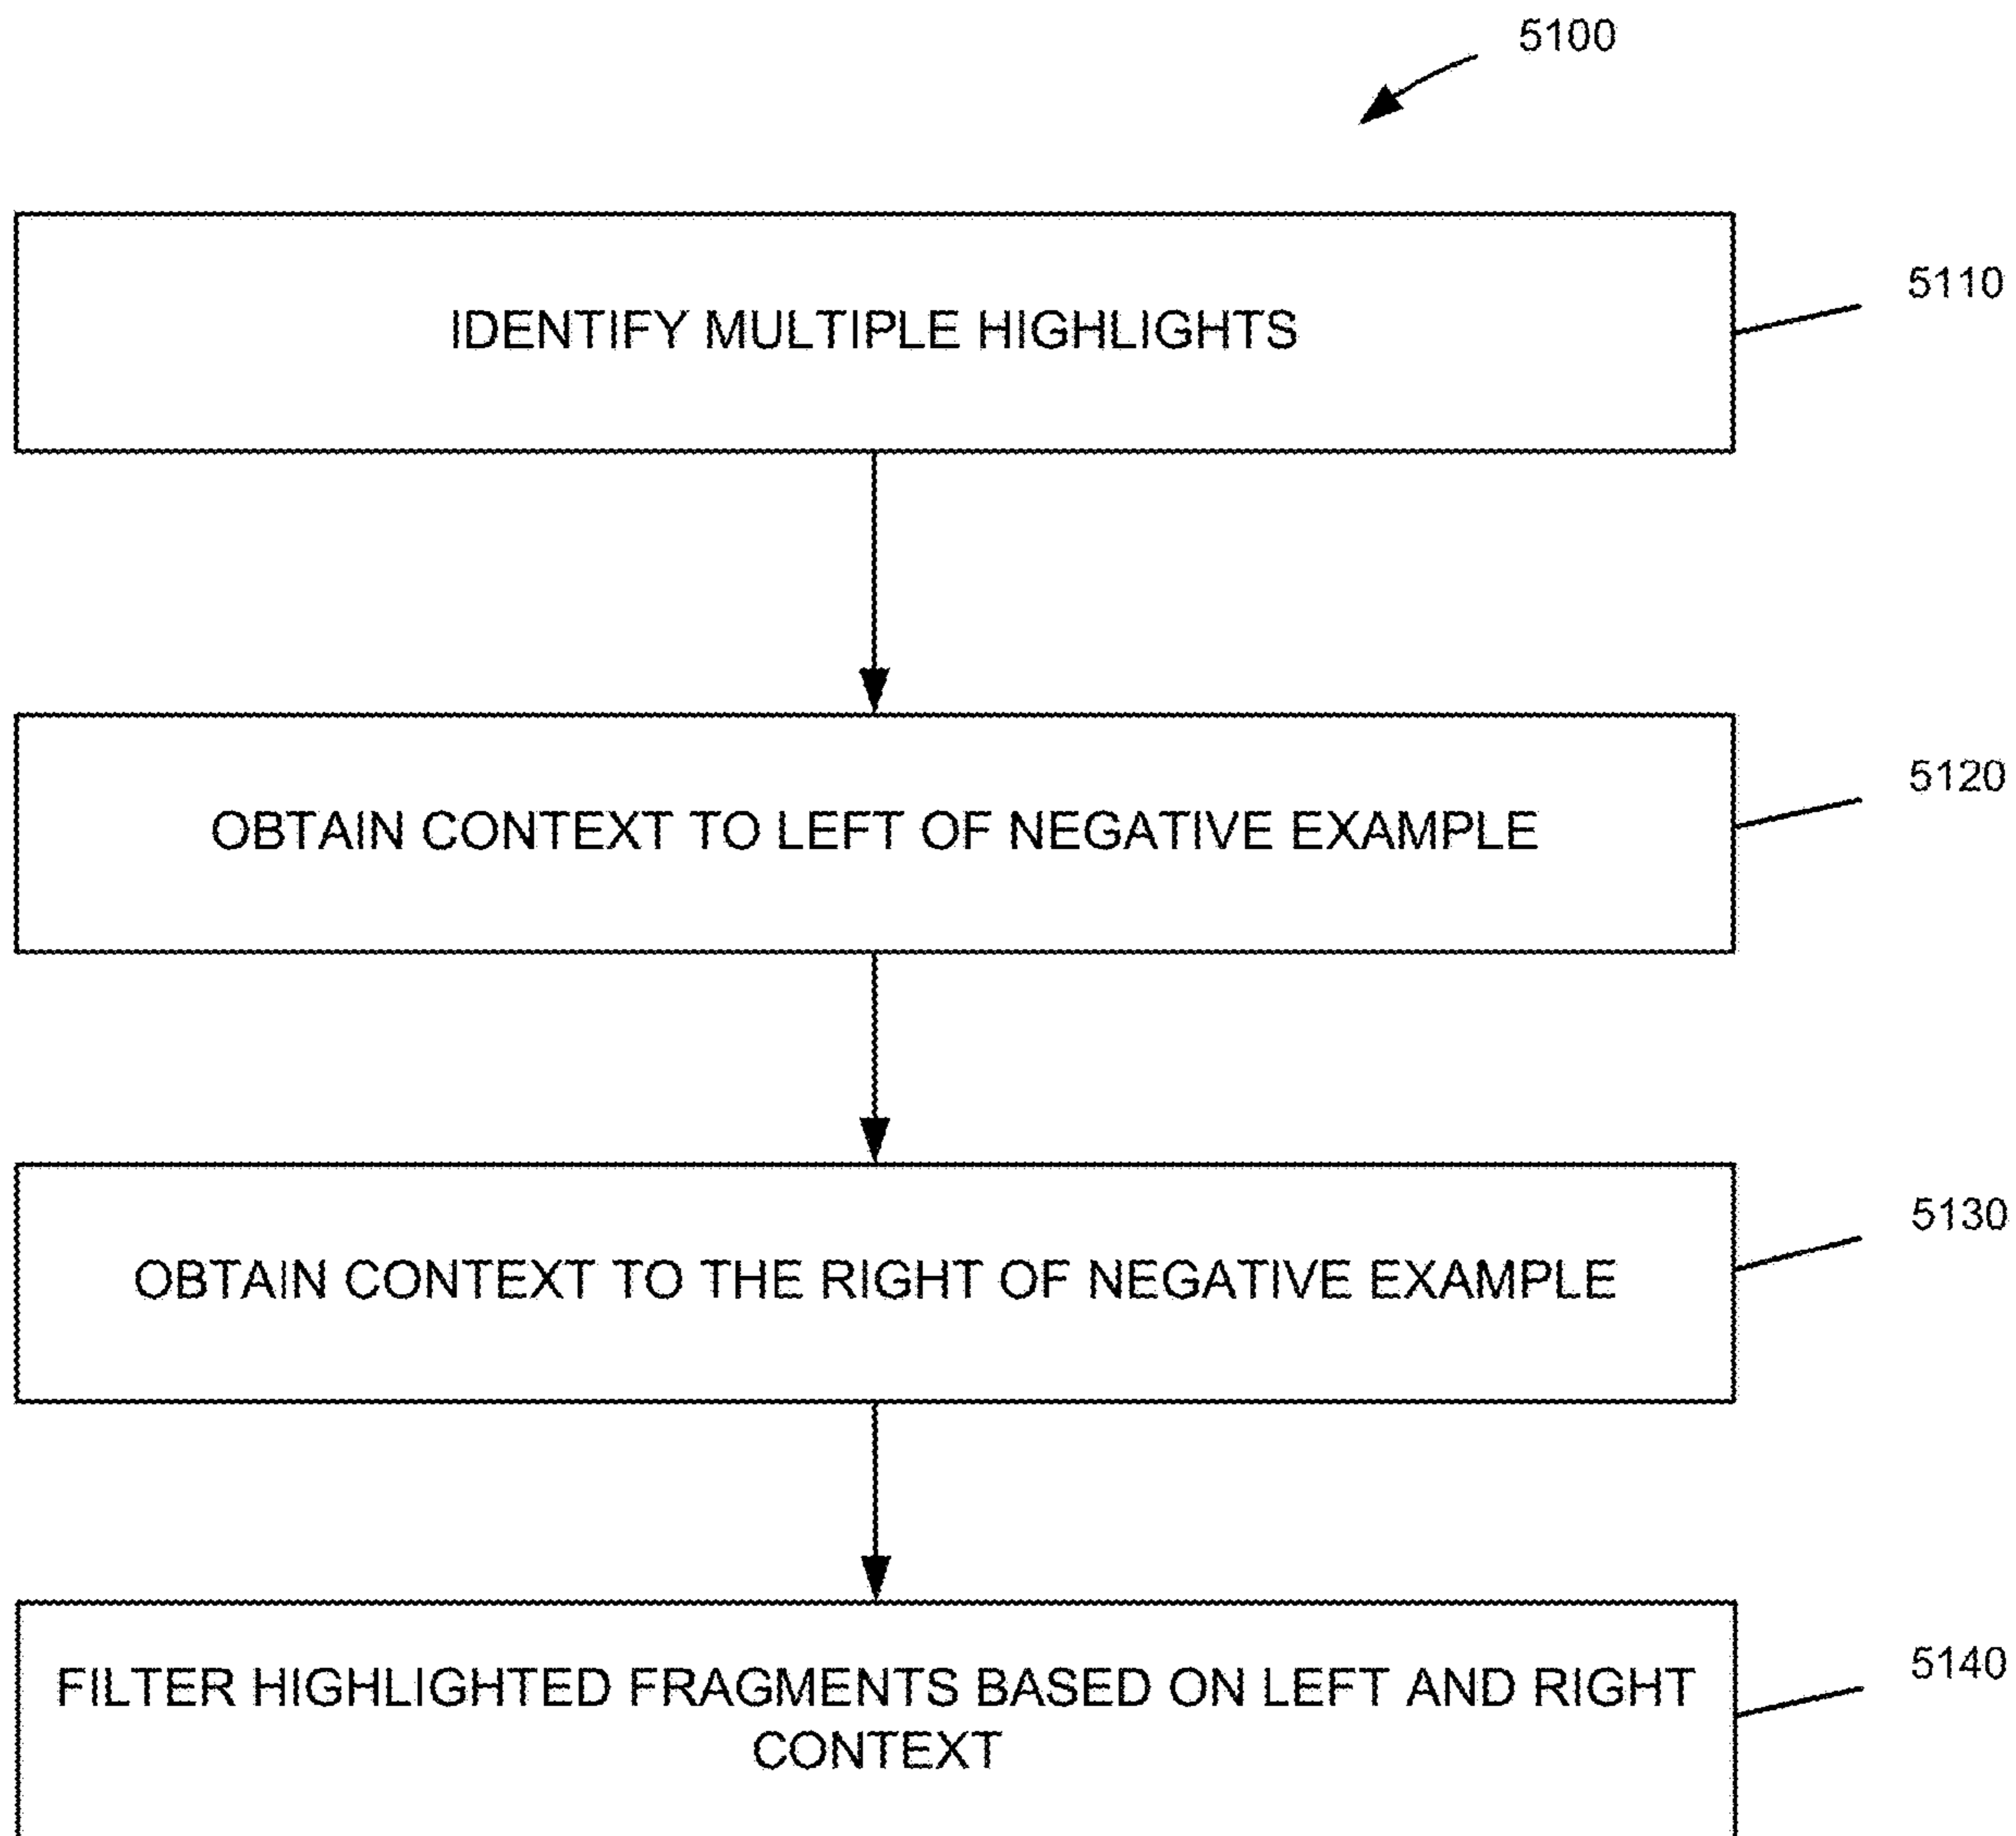 5100
IDENTIFY MULTIPLE HIGHLIGHTS
5110
OBTAIN CONTEXT TO LEFT OF NEGATIVE EXAMPLE
5120
OBTAIN CONTEXT TO THE RIGHT OF NEGATIVE EXAMPLE
5130
FILTER HIGHLIGHTED FRAGMENTS BASED ON LEFT AND RIGHT
CONTEXT
5140